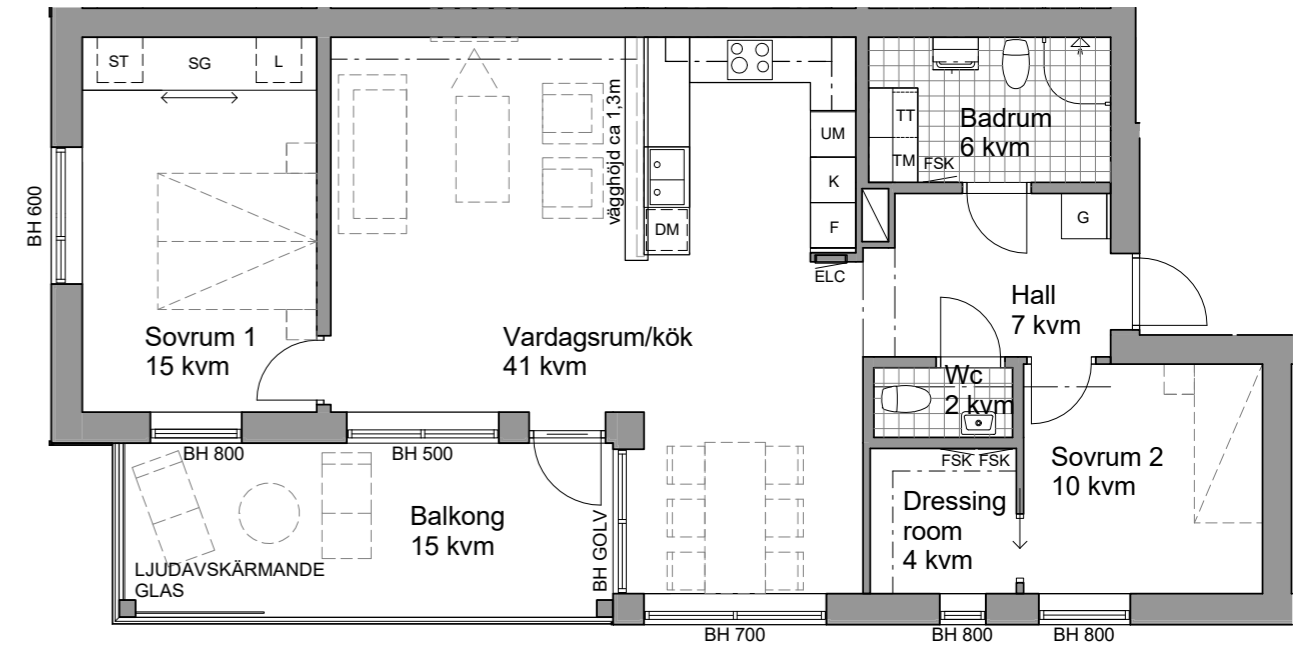 ST
SG
L
BH 600
Sovrum 1
15 kvm
BH 800
vägghöjd ca 1,3m
Vardagsrum/kök
41 kvm
BH 500
DM
UM
K
F
ELC
TT
TM
FSK
Badrum
6 kvm
G
Hall
7 kvm
Wc
2 kvm
FSK FSK
Dressing
room
4 kvm
Sovrum 2
10 kvm
Balkong
15 kvm
LJUDAVSKÄRMANDE
GLAS
BH GOLV
BH 700
BH 800
BH 800